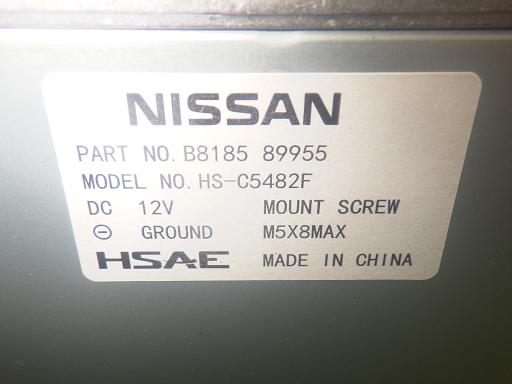 NISSAN
PART NO. B8185 89955
MODEL NO. HS-C5482F
DC 12V MOUNT SCREW
⊖ GROUND M5X8MAX
HSAE MADE IN CHINA